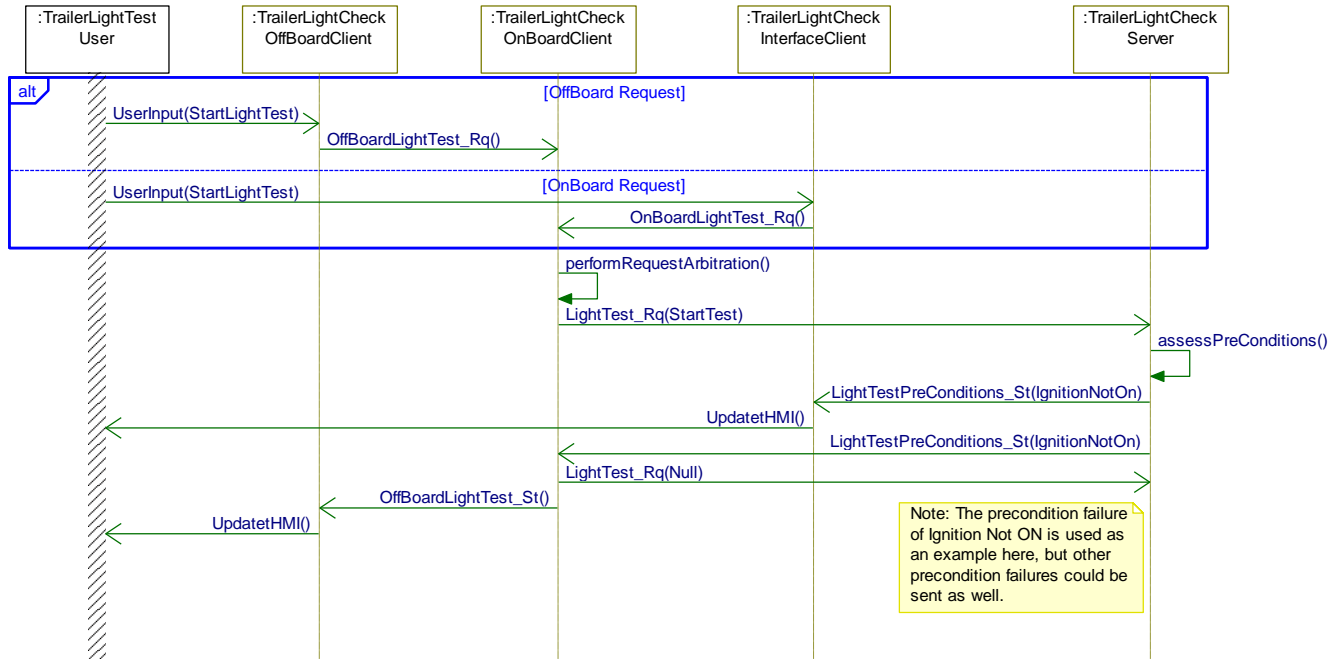 :TrailerLightTest
User
:TrailerLightCheck
OffBoardClient
:TrailerLightCheck
OnBoardClient
:TrailerLightCheck
InterfaceClient
:TrailerLightCheck
Server
alt
[OffBoard Request]
UserInput(StartLightTest)
OffBoardLightTest_Rq()
[OnBoard Request]
UserInput(StartLightTest)
OnBoardLightTest_Rq()
performRequestArbitration()
LightTest_Rq(StartTest)
assessPreConditions()
LightTestPreConditions_St(IgnitionNotOn)
UpdatetHMI()
LightTestPreConditions_St(IgnitionNotOn)
LightTest_Rq(Null)
OffBoardLightTest_St()
UpdatetHMI()
Note: The precondition failure
of Ignition Not ON is used as
an example here, but other
precondition failures could be
sent as well.